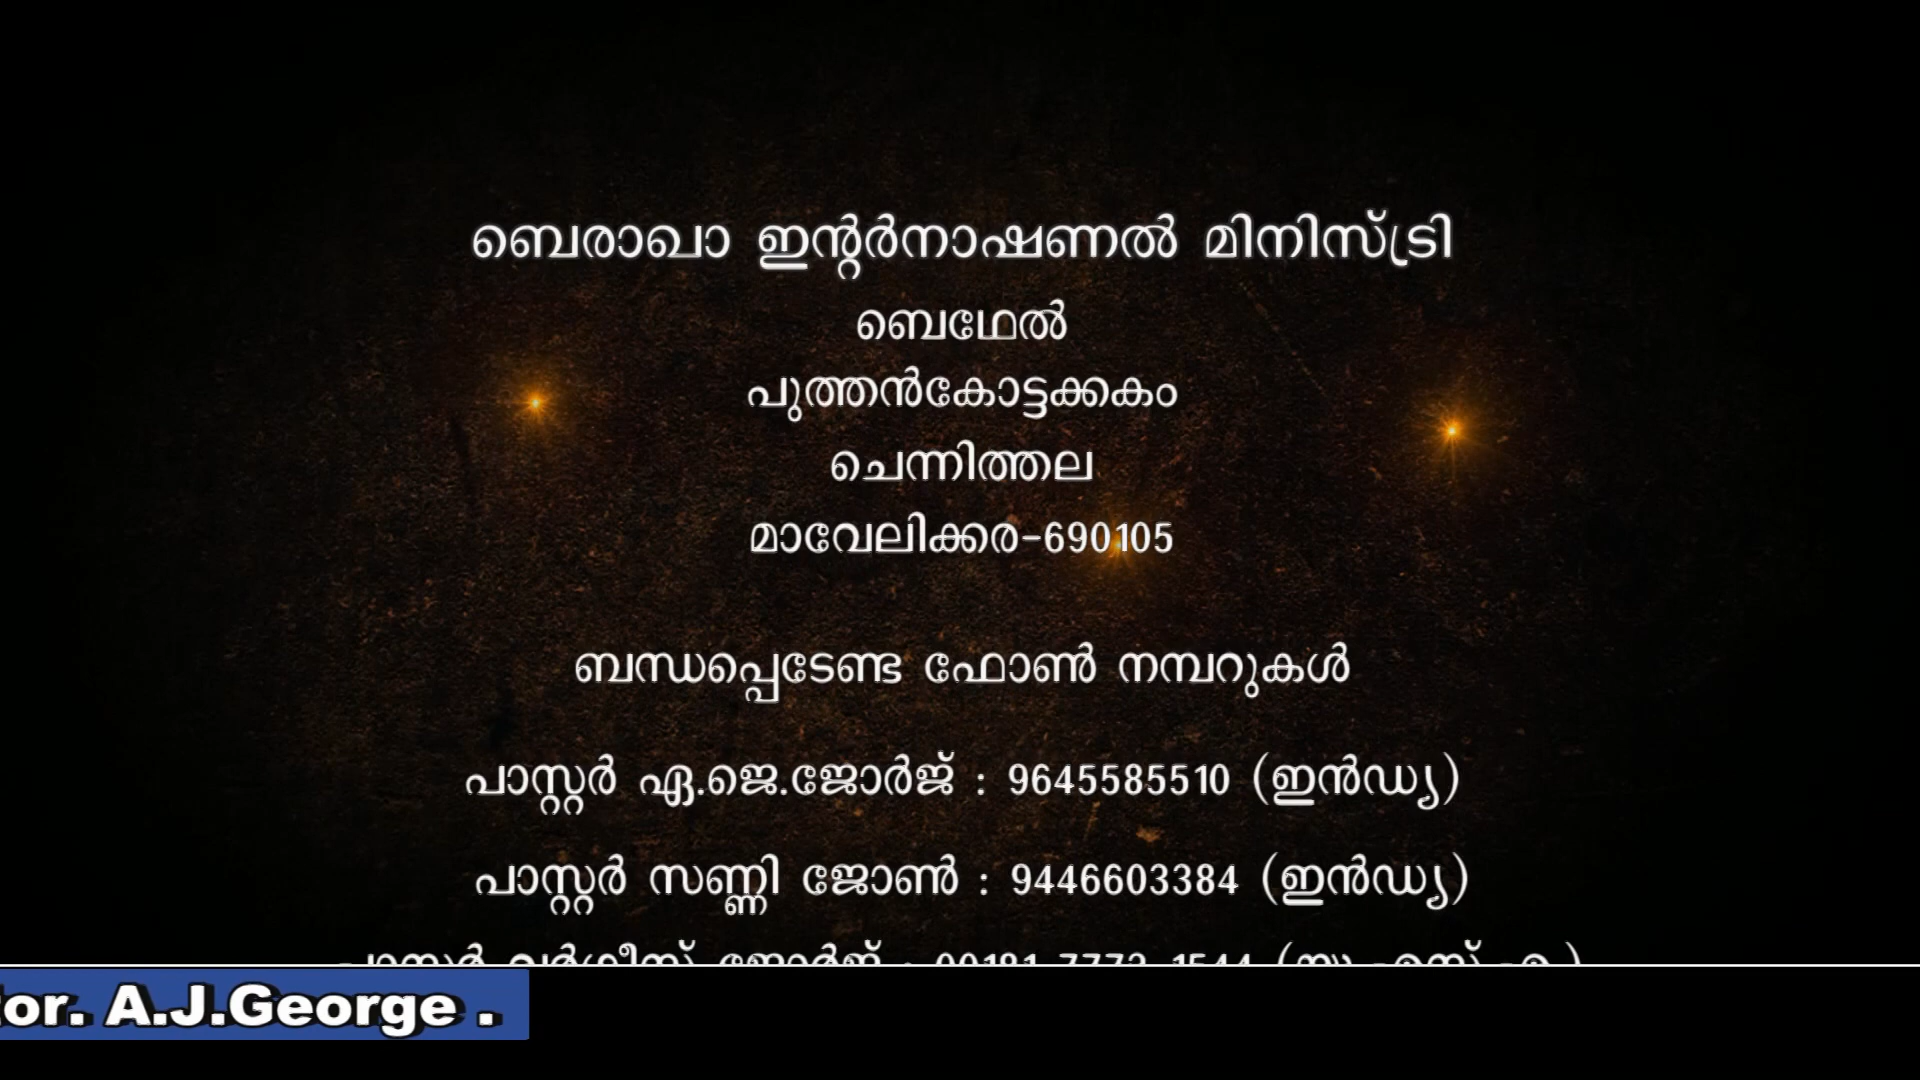 ബെരാഖാ ഇന്റർനാഷണൽ മിനിസ്ട്രി
ബെഥേൽ
പുത്തൻകോട്ടക്കകം
ചെന്നിത്തല
മാവേലിക്കര-690105
ബന്ധപ്പെടേണ്ട ഫോൺ നമ്പറുകൾ
പാസ്റ്റർ ഏ.ജെ.ജോർജ് : 9645585510 (ഇൻഡ്യ)
പാസ്റ്റർ സണ്ണി ജോൺ : 9446603384 (ഇൻഡ്യ)
tor. A.J.George .